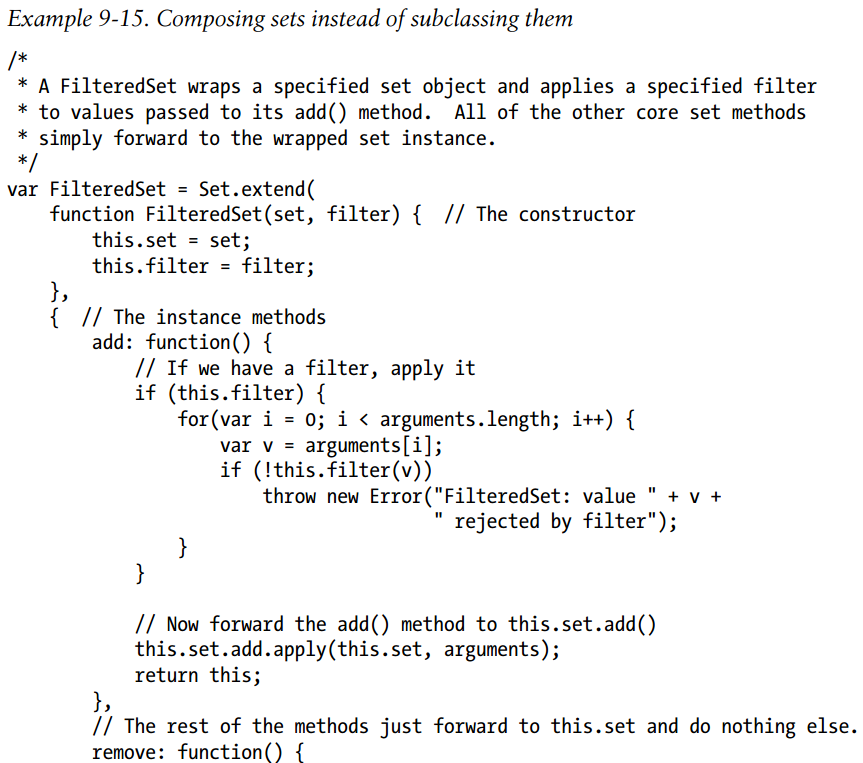 Example 9-15. Composing sets instead of subclassing them
/*
 * A FilteredSet wraps a specified set object and applies a specified filter
 * to values passed to its add() method.  All of the other core set methods
 * simply forward to the wrapped set instance.
 */
var FilteredSet = Set.extend(
    function FilteredSet(set, filter) {  // The constructor
        this.set = set;
        this.filter = filter;
    },
    {  // The instance methods
        add: function() {
            // If we have a filter, apply it
            if (this.filter) {
                for(var i = 0; i < arguments.length; i++) {
                    var v = arguments[i];
                    if (!this.filter(v))
                        throw new Error("FilteredSet: value " + v +
                                        " rejected by filter");
                }
            }

            // Now forward the add() method to this.set.add()
            this.set.add.apply(this.set, arguments);
            return this;
        },
        // The rest of the methods just forward to this.set and do nothing else.
        remove: function() {